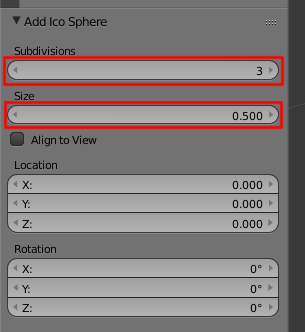 Add Ico Sphere
Subdivisions
3
Size
0.500
Align to View
Location
X: 0.000
Y: 0.000
Z: 0.000
Rotation
X: 0°
Y: 0°
Z: 0°